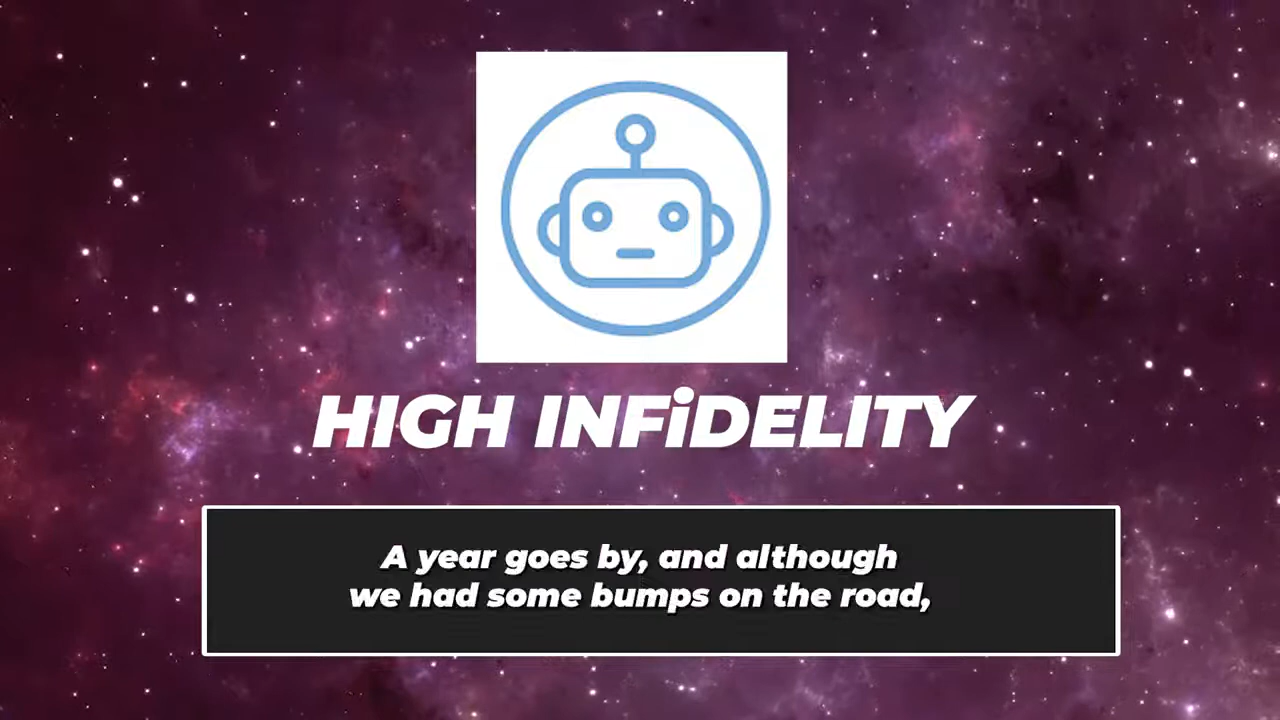 HIGH INFiDELITY
A year goes by, and although
we had some bumps on the road,